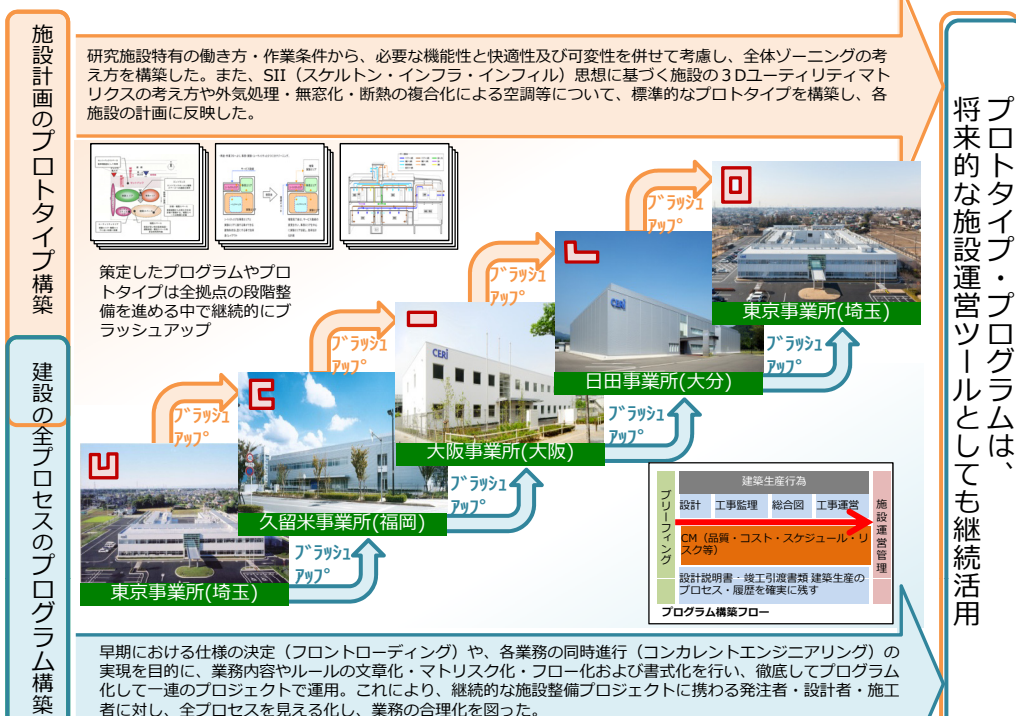 施設計画のプロトタイプ構築
建設の全プロセスのプログラム構築
研究施設特有の働き方・作業条件から、必要な機能性と快適性及び可変性を併せて考慮し、全体ゾーニングの考
え方を構築した。また、SII（スケルトン・インフラ・インフィル）思想に基づく施設の３Dユーティリティマト
リクスの考え方や外気処理・無窓化・断熱の複合化による空調等について、標準的なプロトタイプを構築し、各
施設の計画に反映した。
策定したプログラムやプロ
トタイプは全拠点の段階整
備を進める中で継続的にブ
ラッシュアップ
ﾌﾞﾗｯｼｭ
ｱｯﾌﾟ
東京事業所(埼玉)
ﾌﾞﾗｯｼｭ
ｱｯﾌﾟ
ﾌﾞﾗｯｼｭ
ｱｯﾌﾟ
久留米事業所(福岡)
ﾌﾞﾗｯｼｭ
ｱｯﾌﾟ
ﾌﾞﾗｯｼｭ
ｱｯﾌﾟ
CERI
大阪事業所(大阪)
ﾌﾞﾗｯｼｭ
ｱｯﾌﾟ
ﾌﾞﾗｯｼｭ
ｱｯﾌﾟ
CERI
日田事業所(大分)
ﾌﾞﾗｯｼｭ
ｱｯﾌﾟ
東京事業所(埼玉)
ブリーフィング
建築生産行為
設計 工事監理 総合図 工事運営
CM（品質・コスト・スケジュール・リ
スク等）
設計説明書・竣工引渡書類 建築生産の
プロセス・履歴を確実に残す
施設運営管理
プログラム構築フロー
早期における仕様の決定（フロントローディング）や、各業務の同時進行（コンカレントエンジニアリング）の
実現を目的に、業務内容やルールの文章化・マトリスク化・フロー化および書式化を行い、徹底してプログラム
化して一連のプロジェクトで運用。これにより、継続的な施設整備プロジェクトに携わる発注者・設計者・施工
者に対し、全プロセスを見える化し、業務の合理化を図った。
プロトタイプ・プログラムは、
将来的な施設運営ツールとしても継続活用